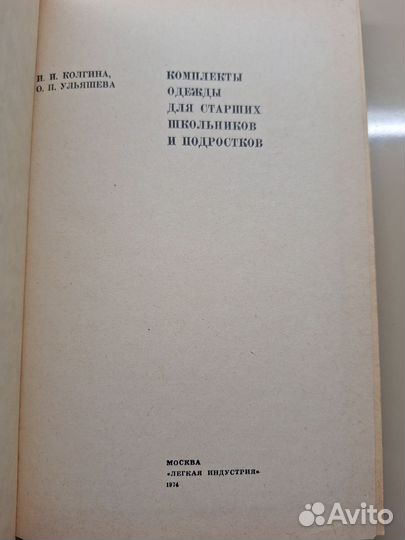 И. И. КОЛГИНА,
О. П. УЛЬЯШЕВА
КОМПЛЕКТЫ
ОДЕЖДЫ
ДЛЯ СТАРШИХ
ШКОЛЬНИКОВ
И ПОДРОСТКОВ
МОСКВА
«ЛЕГКАЯ ИНДУСТРИЯ»
1974
Avito